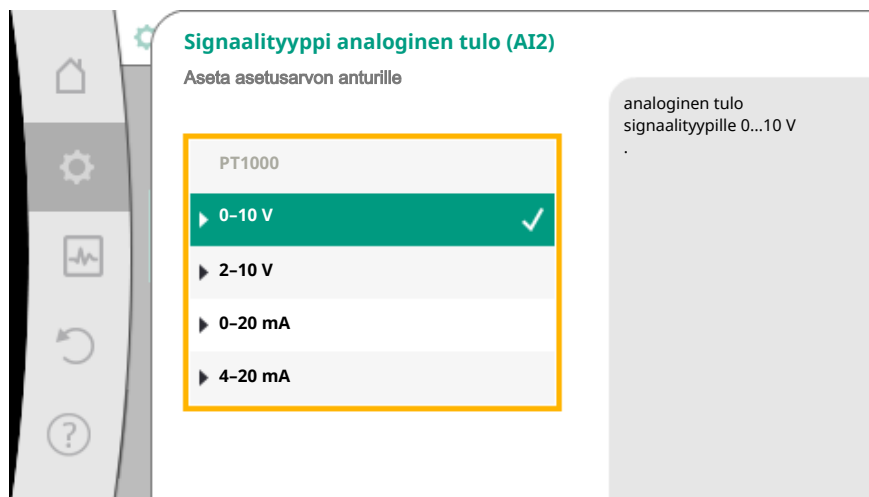 Signaalityyppi analoginen tulo (AI2)
Aseta asetusarvon anturille
analoginen tulo
signaalityypille 0...10 V
.
PT1000
0–10 V
2–10 V
0–20 mA
4–20 mA
?